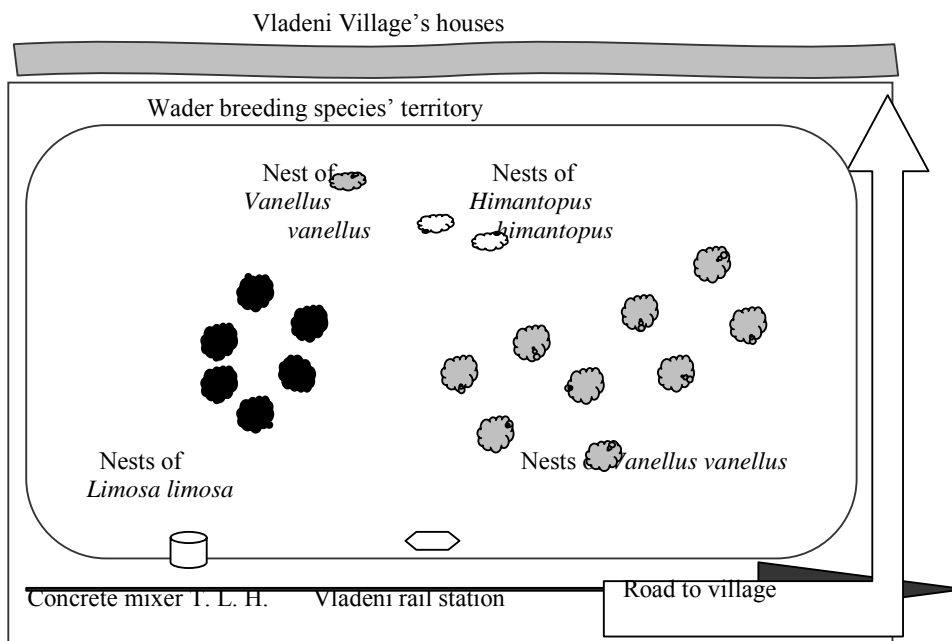 Vladeni Village’s houses
Wader breeding species’ territory
Nest of
Vanellus
vanellus
Nests of
Himantopus
himantopus
Nests of
Limosa limosa
Nests of Vanellus vanellus
Concrete mixer T. L. H.
Vladeni rail station
Road to village